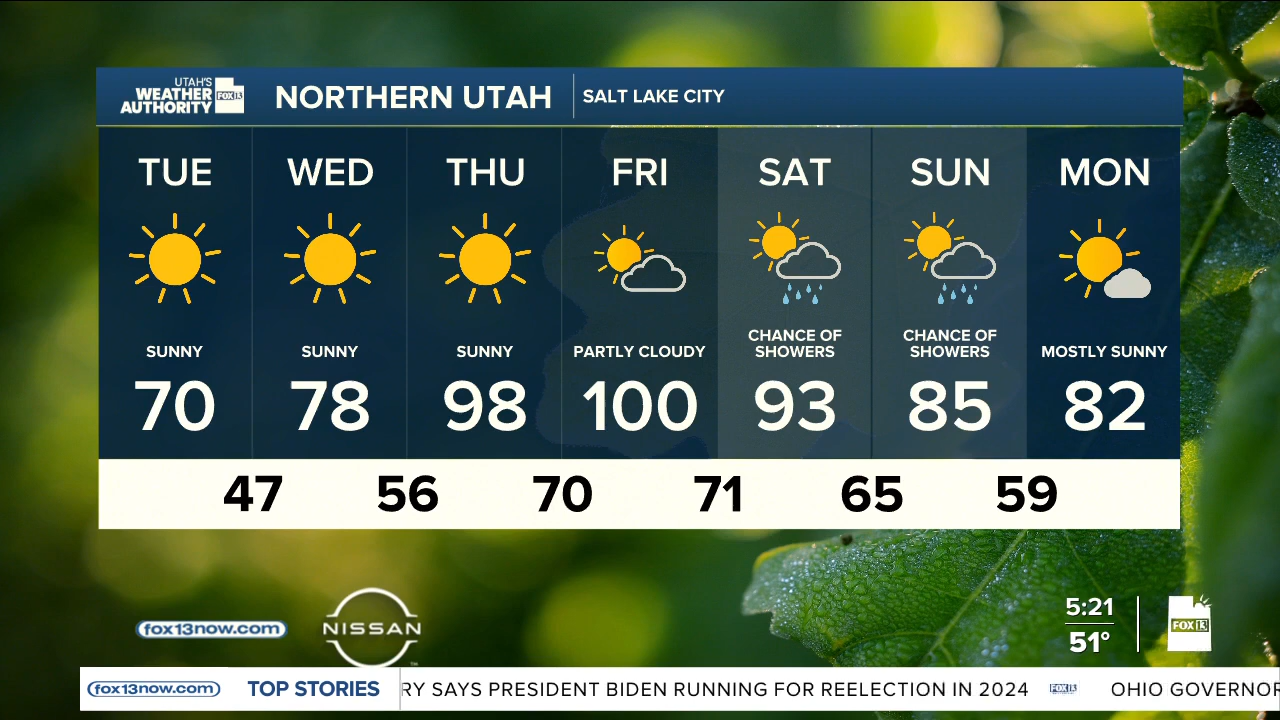 UTAH'S
WEATHER
AUTHORITY
FOX 13
NORTHERN UTAH
SALT LAKE CITY
TUE WED THU FRI SAT SUN MON
SUNNY SUNNY SUNNY PARTLY CLOUDY CHANCE OF SHOWERS CHANCE OF SHOWERS MOSTLY SUNNY
70 78 98 100 93 85 82
47 56 70 71 65 59
fox13now.com
NISSAN
TM
5:21
51°
FOX 13
fox13now.com TOP STORIES RY SAYS PRESIDENT BIDEN RUNNING FOR REELECTION IN 2024 FOX 13 OHIO GOVERNOR